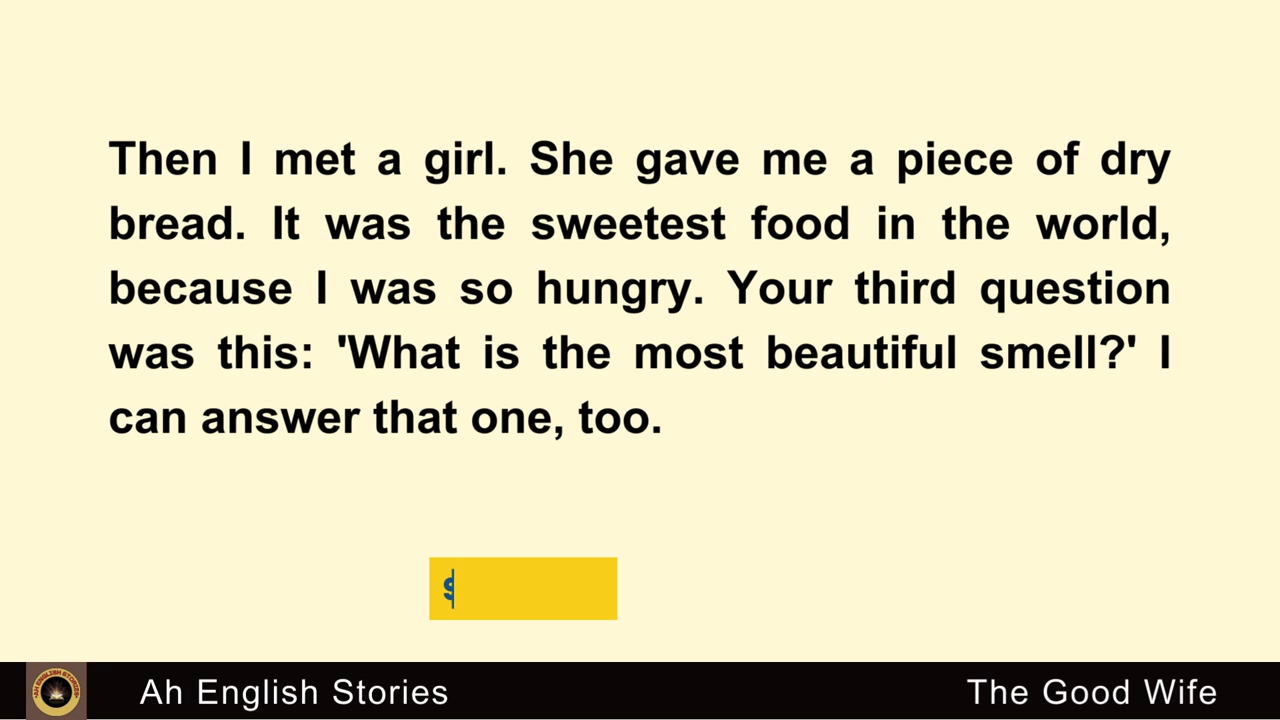 Then I met a girl. She gave me a piece of dry
bread. It was the sweetest food in the world,
because I was so hungry. Your third question
was this: 'What is the most beautiful smell?' I
can answer that one, too.
Ah English Stories
The Good Wife